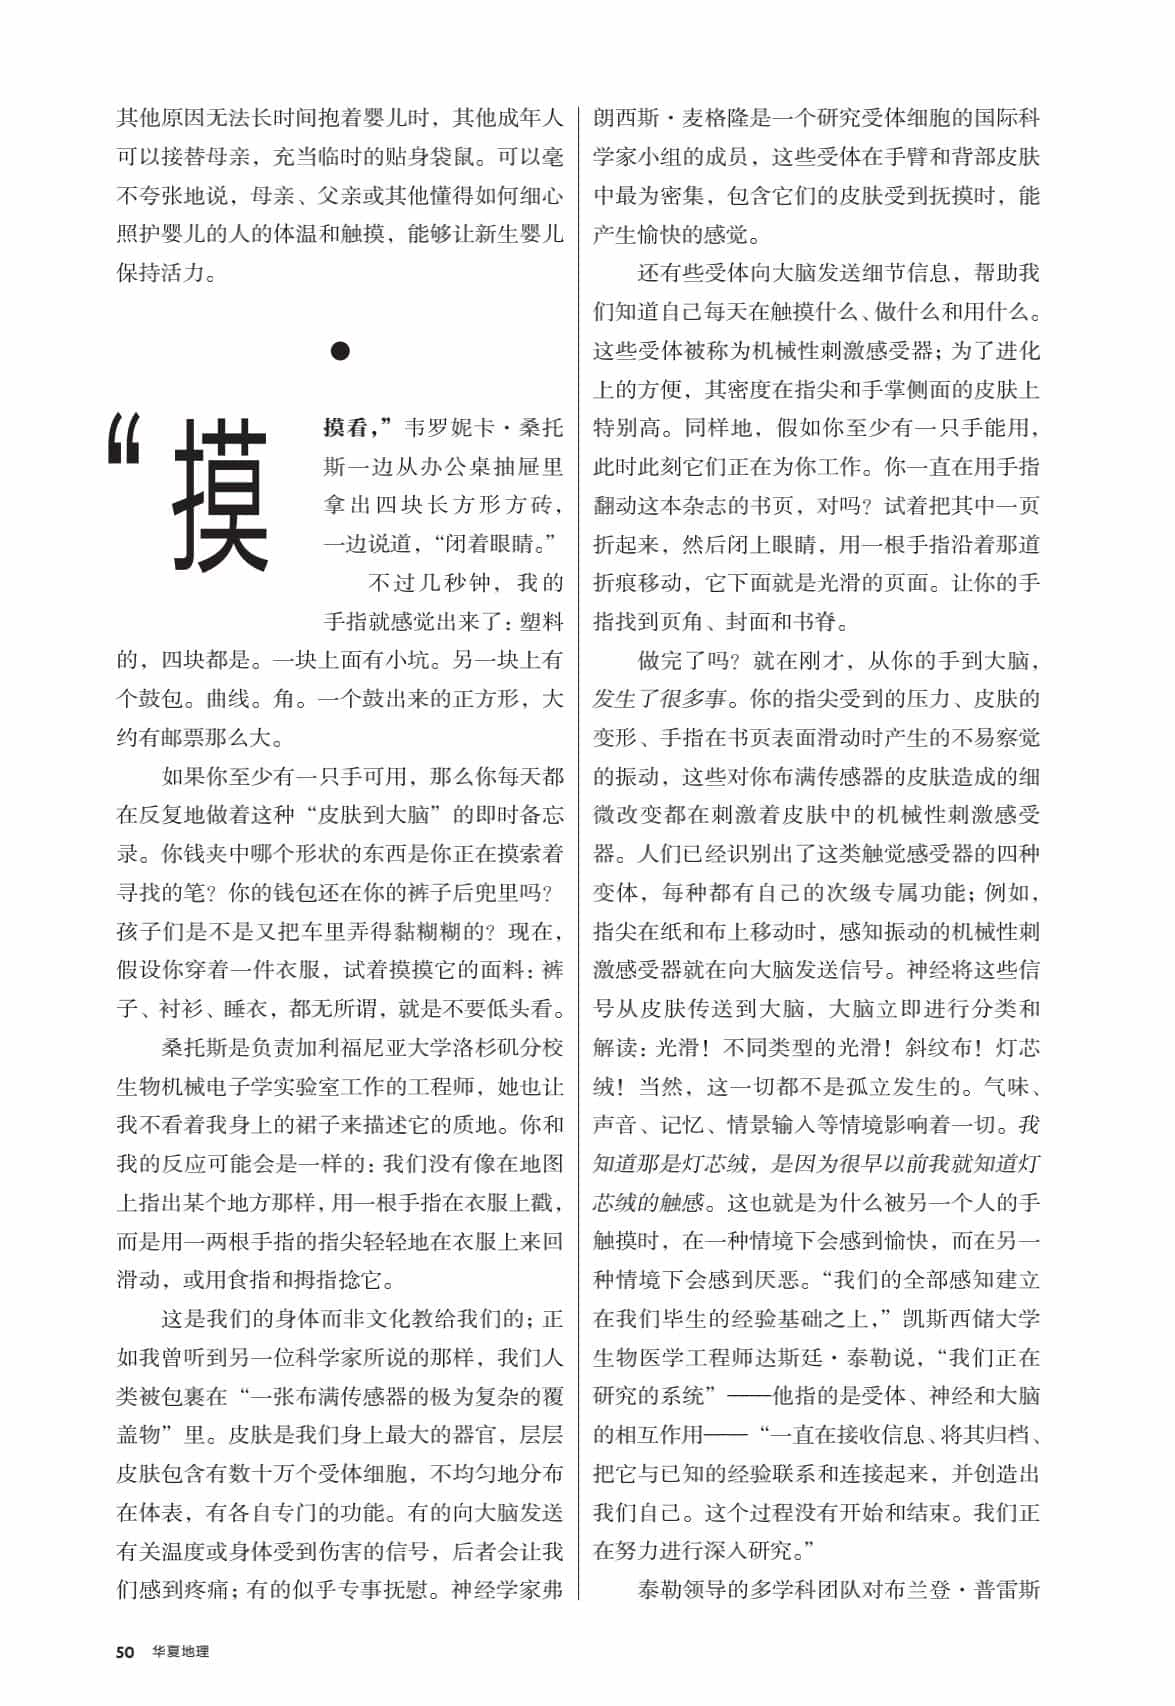 其他原因无法长时间抱着婴儿时，其他成年人
可以接替母亲，充当临时的贴身袋鼠。可以毫
不夸张地说，母亲、父亲或其他懂得如何细心
照护婴儿的人的体温和触摸，能够让新生婴儿
保持活力。
“摸
摸看，”韦罗妮卡·桑托
斯一边从办公桌抽屉里
拿出四块长方形方砖，
一边说道，“闭着眼睛。”
不过几秒钟，我的
手指就感觉出来了：塑料
的，四块都是。一块上面有小坑。另一块上有
个鼓包。曲线。角。一个鼓出来的正方形，大
约有邮票那么大。
如果你至少有一只手可用，那么你每天都
在反复地做着这种“皮肤到大脑”的即时备忘
录。你钱夹中哪个形状的东西是你正在摸索着
寻找的笔？你的钱包还在你的裤子后兜里吗？
孩子们是不是又把车里弄得黏糊糊的？现在，
假设你穿着一件衣服，试着摸摸它的面料：裤
子、衬衫、睡衣，都无所谓，就是不要低头看。
桑托斯是负责加利福尼亚大学洛杉矶分校
生物机械电子学实验室工作的工程师，她也让
我不看着我身上的裙子来描述它的质地。你和
我的反应可能会是一样的：我们没有像在地图
上指出某个地方那样，用一根手指在衣服上戳，
而是用一两根手指的指尖轻轻地在衣服上来回
滑动，或用食指和拇指捻它。
这是我们的身体而非文化教给我们的；正
如我曾听到另一位科学家所说的那样，我们人
类被包裹在“一张布满传感器的极为复杂的覆
盖物”里。皮肤是我们身上最大的器官，层层
皮肤包含有数十万个受体细胞，不均匀地分布
在体表，有各自专门的功能。有的向大脑发送
有关温度或身体受到伤害的信号，后者会让我
们感到疼痛；有的似乎专事抚慰。神经学家弗
朗西斯·麦格隆是一个研究受体细胞的国际科
学家小组的成员，这些受体在手臂和背部皮肤
中最为密集，包含它们的皮肤受到抚摸时，能
产生愉快的感觉。
还有些受体向大脑发送细节信息，帮助我
们知道自己每天在触摸什么、做什么和用什么。
这些受体被称为机械性刺激感受器；为了进化
上的方便，其密度在指尖和手掌侧面的皮肤上
特别高。同样地，假如你至少有一只手能用，
此时此刻它们正在为你工作。你一直在用手指
翻动这本杂志的书页，对吗？试着把其中一页
折起来，然后闭上眼睛，用一根手指沿着那道
折痕移动，它下面就是光滑的页面。让你的手
指找到页角、封面和书脊。
做完了吗？就在刚才，从你的手到大脑，
发生了很多事。你的指尖受到的压力、皮肤的
变形、手指在书页表面滑动时产生的不易察觉
的振动，这些对你布满传感器的皮肤造成的细
微改变都在刺激着皮肤中的机械性刺激感受
器。人们已经识别出了这类触觉感受器的四种
变体，每种都有自己的次级专属功能；例如，
指尖在纸和布上移动时，感知振动的机械性刺
激感受器就在向大脑发送信号。神经将这些信
号从皮肤传送到大脑，大脑立即进行分类和
解读：光滑！不同类型的光滑！斜纹布！灯芯
绒！当然，这一切都不是孤立发生的。气味、
声音、记忆、情景输入等情境影响着一切。我
知道那是灯芯绒，是因为很早以前我就知道灯
芯绒的触感。这也就是为什么被另一个人的手
触摸时，在一种情境下会感到愉快，而在另一
种情境下会感到厌恶。“我们的全部感知建立
在我们毕生的经验基础之上，”凯斯西储大学
生物医学工程师达斯廷·泰勒说，“我们正在
研究的系统”——他指的是受体、神经和大脑
的相互作用——“一直在接收信息、将其归档、
把它与已知的经验联系和连接起来，并创造出
我们自己。这个过程没有开始和结束。我们正
在努力进行深入研究。”
泰勒领导的多学科团队对布兰登·普雷斯
50 华夏地理